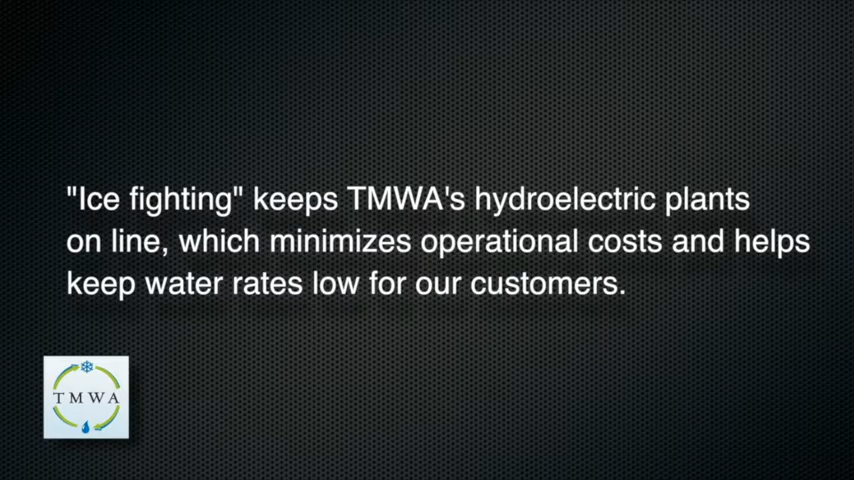 "Ice fighting" keeps TMWA's hydroelectric plants
on line, which minimizes operational costs and helps
keep water rates low for our customers.
TMWA